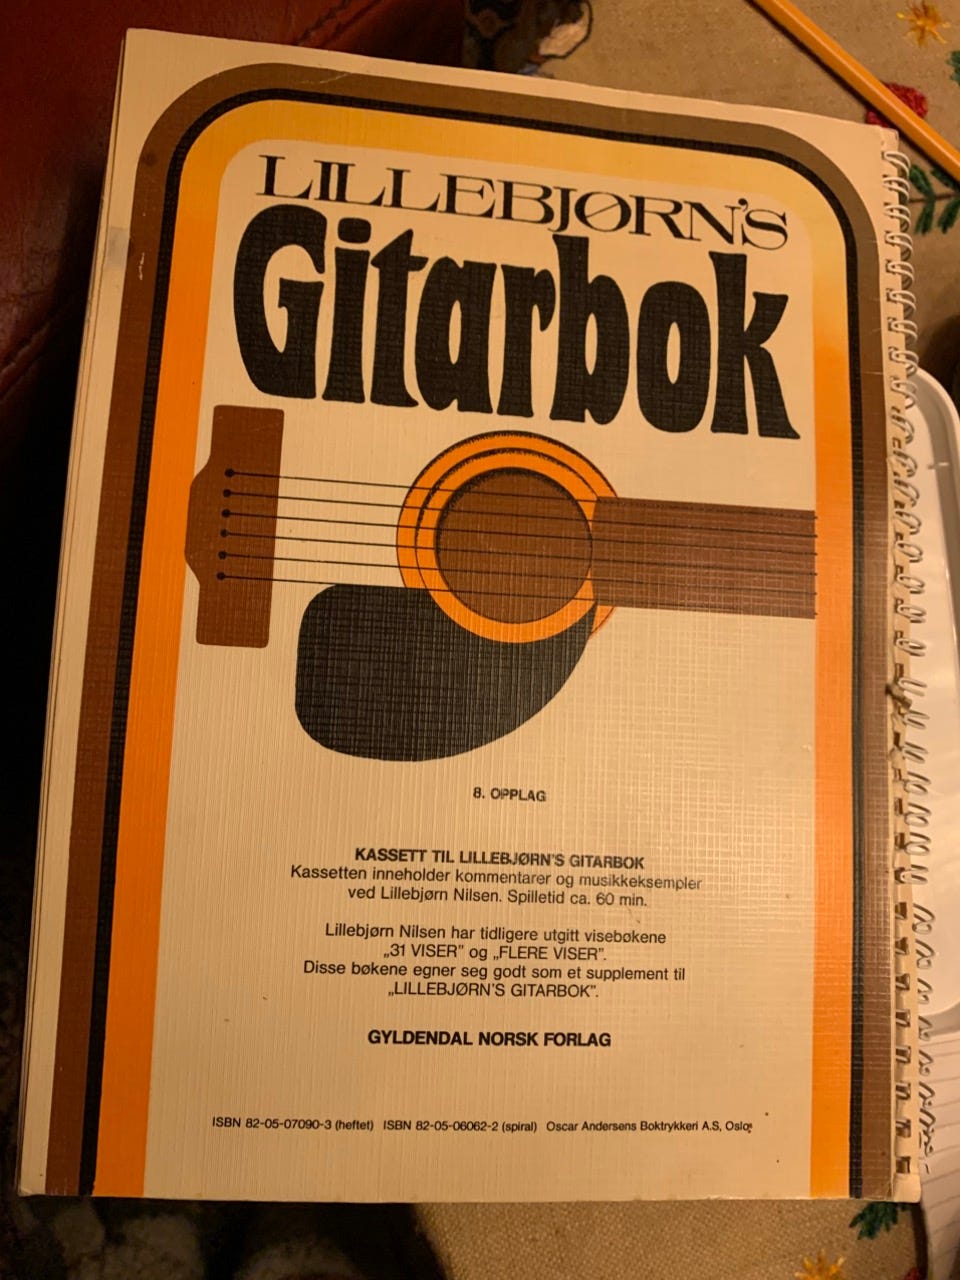 LILLEBJØRN'S
Gitarbok
8. OPPLAG
KASSETT TIL LILLEBJØRN'S GITARBOK
Kassetten inneholder kommentarer og musikkeksempler
ved Lillebjørn Nilsen. Spilletid ca. 60 min.
Lillebjørn Nilsen har tidligere utgitt visebøkene
„31 VISER” og „FLERE VISER”.
Disse bøkene egner seg godt som et supplement til
„LILLEBJØRN'S GITARBOK”.
GYLDENDAL NORSK FORLAG
ISBN 82-05-07090-3 (heftet) ISBN 82-05-06062-2 (spiral) Oscar Andersens Boktrykkeri A.S, Oslo